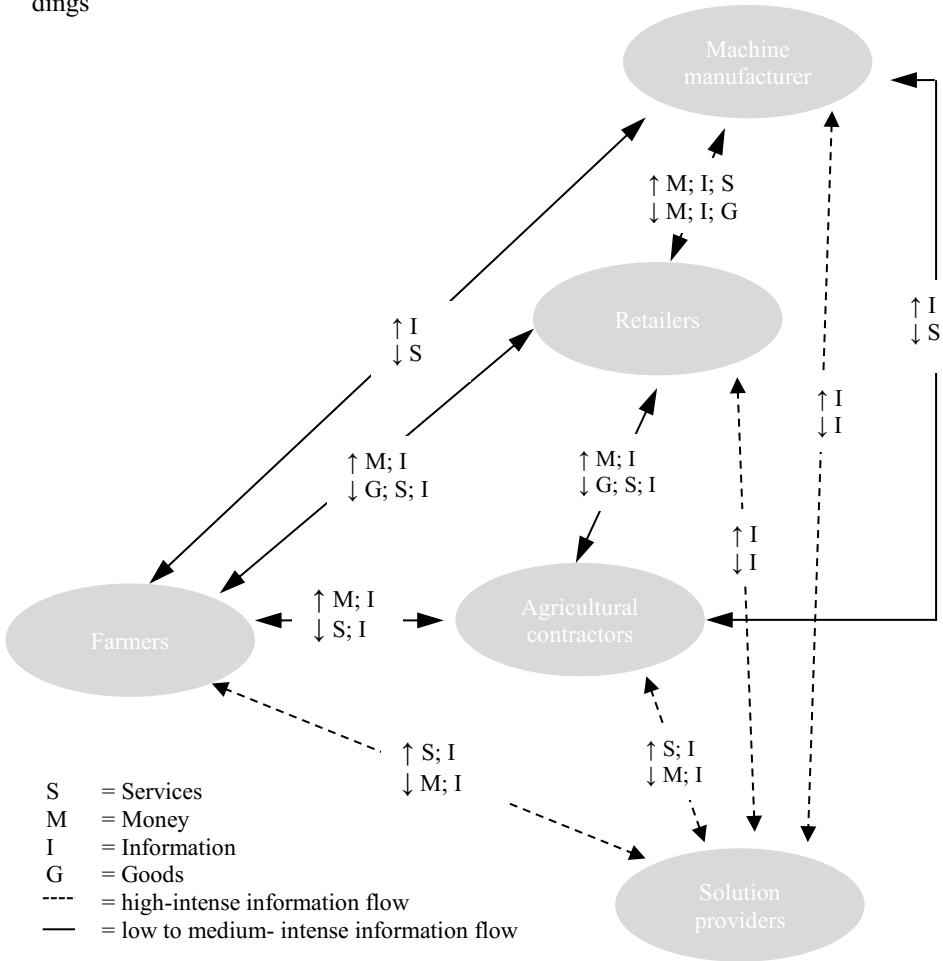 dings
Machine
manufacturer
↑ M; I; S
↓ M; I; G
Retailers
↑ I
↓ S
↑ I
↓ S
↑ M; I
↓ G; S; I
↑ M; I
↓ G; S; I
↑ I
↓ I
↑ I
↓ I
Farmers
↑ M; I
↓ S; I
Agricultural
contractors
↑ S; I
↓ M; I
↑ S; I
↓ M; I
S = Services
M = Money
I = Information
G = Goods
= high-intense information flow
= low to medium- intense information flow
Solution
providers